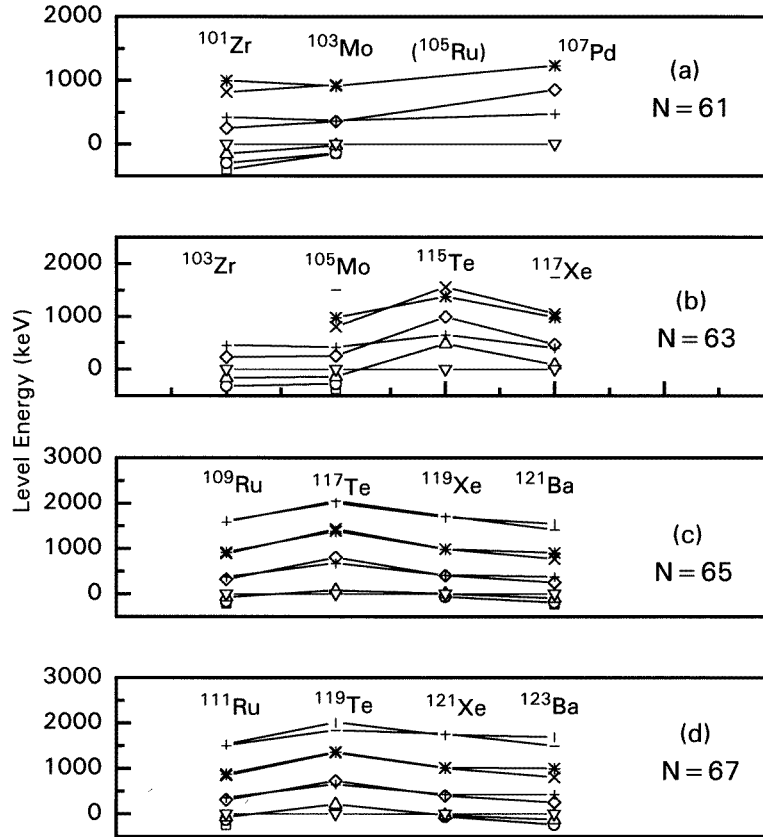 2000
1000
0
¹⁰¹Zr ¹⁰³Mo (¹⁰⁵Ru) ¹⁰⁷Pd
(a)
N=61
2000
1000
0
¹⁰³Zr ¹⁰⁵Mo ¹¹⁵Te ¹¹⁷Xe
(b)
N=63
Level Energy (keV)
3000
2000
1000
0
¹⁰⁹Ru ¹¹⁷Te ¹¹⁹Xe ¹²¹Ba
(c)
N=65
3000
2000
1000
0
¹¹¹Ru ¹¹⁹Te ¹²¹Xe ¹²³Ba
(d)
N=67